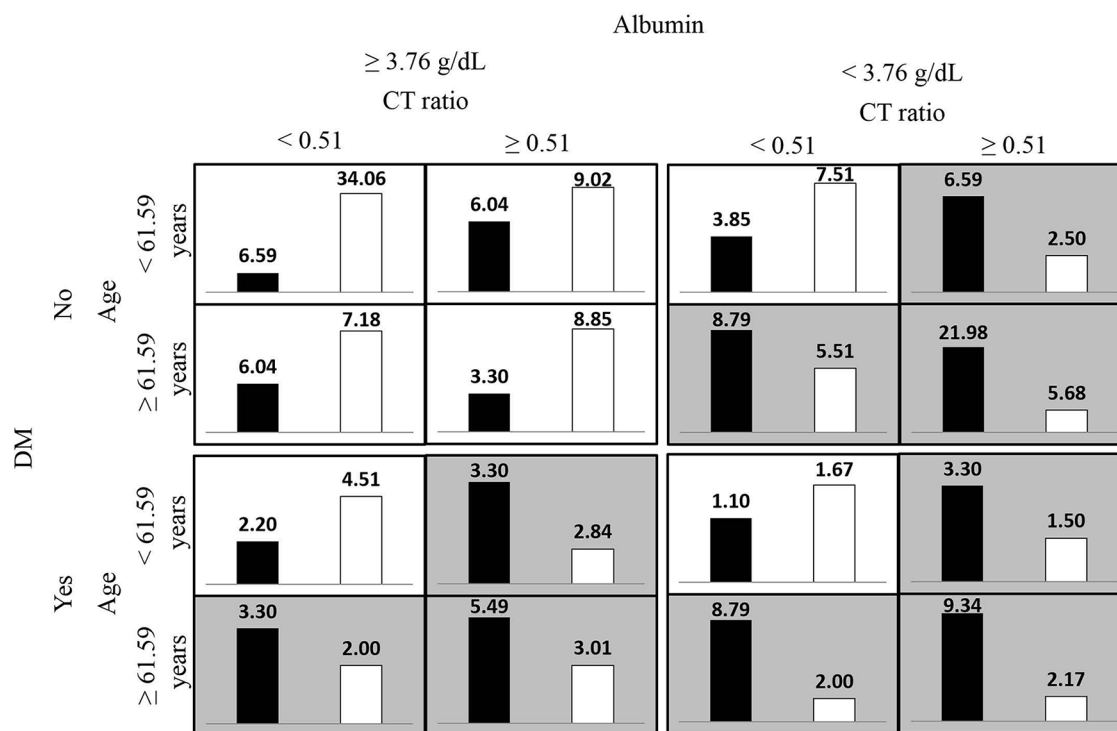 Albumin
≥ 3.76 g/dL
< 3.76 g/dL
CT ratio
CT ratio
< 0.51
≥ 0.51
< 0.51
≥ 0.51
DM
No
Age
< 61.59 years
6.59
34.06
6.04
9.02
3.85
7.51
6.59
2.50
≥ 61.59 years
6.04
7.18
3.30
8.85
8.79
5.51
21.98
5.68
Yes
Age
< 61.59 years
2.20
4.51
3.30
2.84
1.10
1.67
3.30
1.50
≥ 61.59 years
3.30
2.00
5.49
3.01
8.79
2.00
9.34
2.17